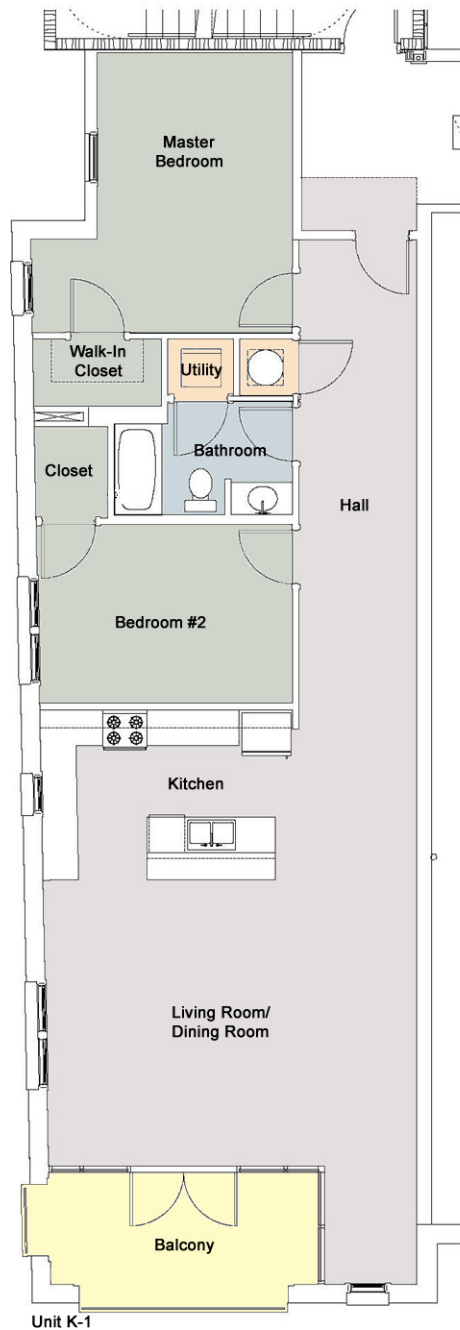 Master
Bedroom
Walk-In
Closet
Utility
Bathroom
Closet
Hall
Bedroom #2
Kitchen
Living Room/
Dining Room
Balcony
Unit K-1